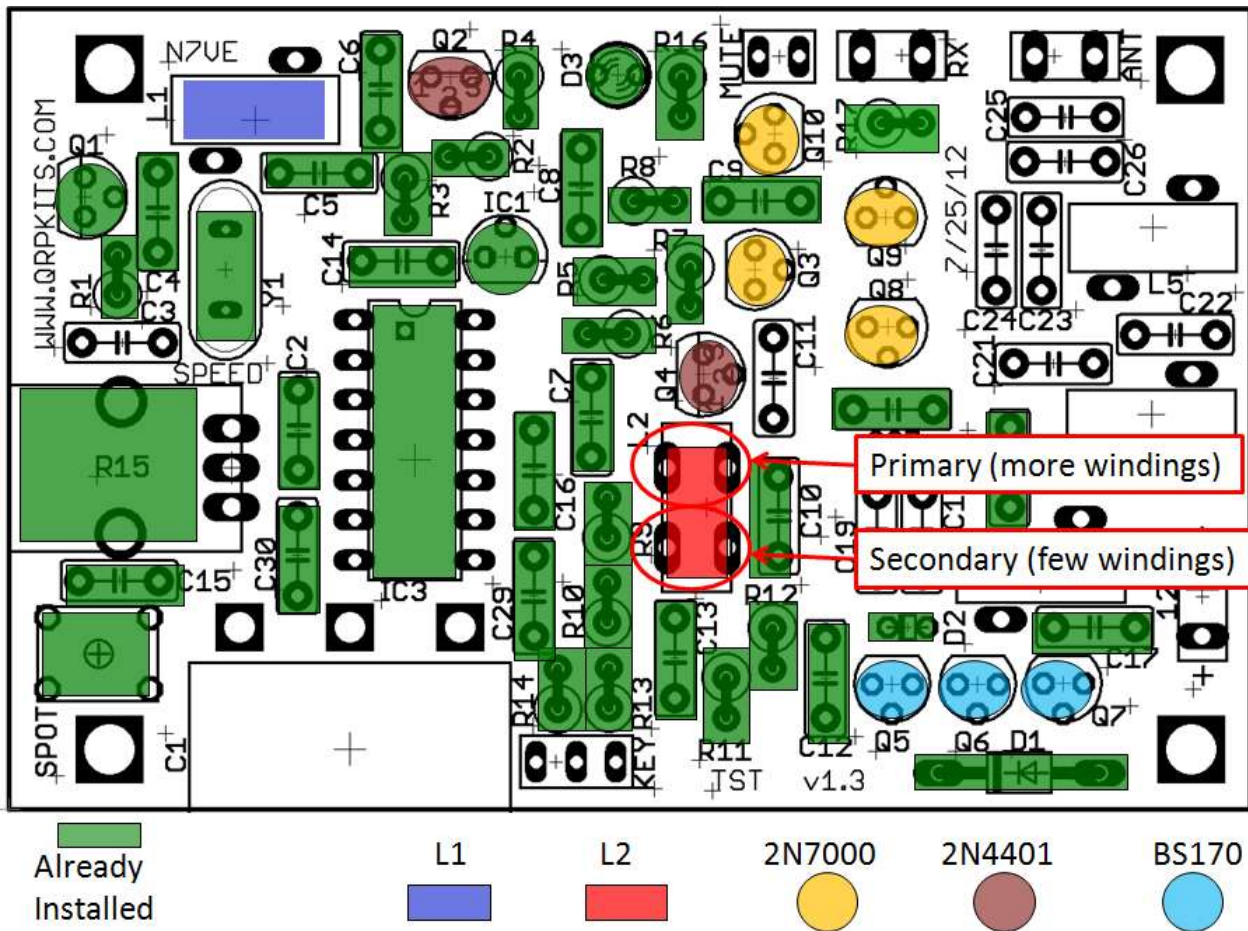 N7VE
L1
C6
Q2
R4
D3
R16
MUTE
RX
ANT
WWW.QRPKITS.COM
Q1
C4
C5
R3
R2
IC1
C8
R8
C9
Q10
R17
C25
C26
7/25/12
R1
C3
Y1
C14
R5
R7
Q3
Q9
Q8
C24
C23
L5
C22
C21
SPEED
C2
R6
C7
Q4
C11
L2
R15
C16
R9
C10
C19
C1
Primary (more windings)
Secondary (few windings)
C15
C30
IC3
C29
R10
C13
R12
D2
C17
12
+
SPOT
C1
R14
R13
KEY
R11
TST
C12
v1.3
Q5
Q6
D1
Q7
Already
Installed
L1
L2
2N7000
2N4401
BS170